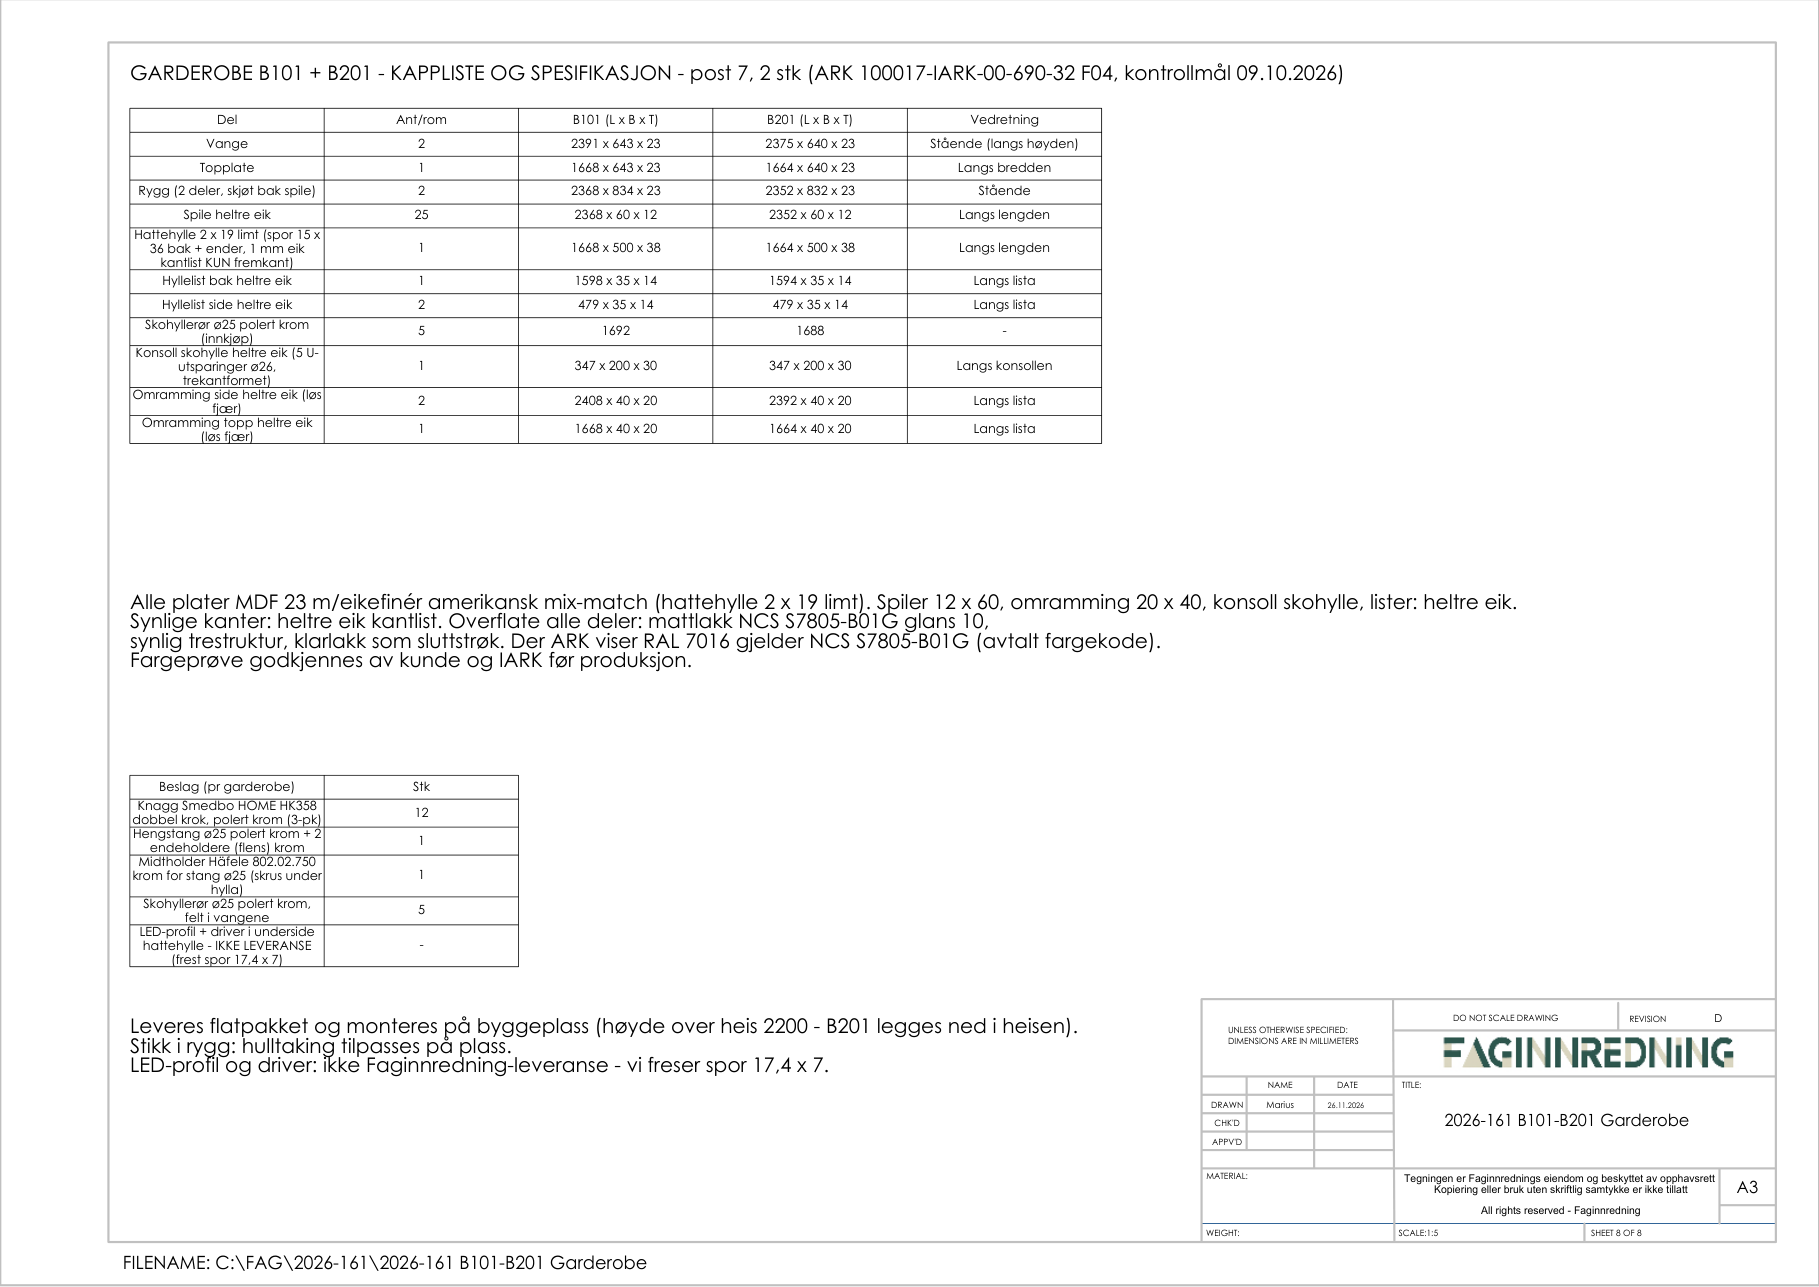 GARDEROBE B101 + B201 - KAPPLISTE OG SPESIFIKASJON - post 7, 2 stk (ARK 100017-IARK-00-690-32 F04, kontrollmål 09.10.2026)
Del Ant/rom B101 (L x B x T) B201 (L x B x T) Vedretning
Vange 2 2391 x 643 x 23 2375 x 640 x 23 Stående (langs høyden)
Topplate 1 1668 x 643 x 23 1664 x 640 x 23 Langs bredden
Rygg (2 deler, skjøt bak spile) 2 2368 x 834 x 23 2352 x 832 x 23 Stående
Spile heltre eik 25 2368 x 60 x 12 2352 x 60 x 12 Langs lengden
Hattehylle 2 x 19 limt (spor 15 x
36 bak + ender, 1 mm eik
kantlist KUN fremkant) 1 1668 x 500 x 38 1664 x 500 x 38 Langs lengden
Hyllelist bak heltre eik 1 1598 x 35 x 14 1594 x 35 x 14 Langs lista
Hyllelist side heltre eik 2 479 x 35 x 14 479 x 35 x 14 Langs lista
Skohyllerør ø25 polert krom
(innkjøp) 5 1692 1688 -
Konsoll skohylle heltre eik (5 U-
utsparinger ø26,
trekantformet) 1 347 x 200 x 30 347 x 200 x 30 Langs konsollen
Omramming side heltre eik (løs
fjær) 2 2408 x 40 x 20 2392 x 40 x 20 Langs lista
Omramming topp heltre eik
(løs fjær) 1 1668 x 40 x 20 1664 x 40 x 20 Langs lista
Alle plater MDF 23 m/eikefinér amerikansk mix-match (hattehylle 2 x 19 limt). Spiler 12 x 60, omramming 20 x 40, konsoll skohylle, lister: heltre eik.
Synlige kanter: heltre eik kantlist. Overflate alle deler: mattlakk NCS S7805-B01G glans 10,
synlig trestruktur, klarlakk som sluttstrøk. Der ARK viser RAL 7016 gjelder NCS S7805-B01G (avtalt fargekode).
Fargeprøve godkjennes av kunde og IARK før produksjon.
Beslag (pr garderobe) Stk
Knagg Smedbo HOME HK358
dobbel krok, polert krom (3-pk) 12
Hengstang ø25 polert krom + 2
endeholdere (flens) krom 1
Midtholder Häfele 802.02.750
krom for stang ø25 (skrus under
hylla) 1
Skohyllerør ø25 polert krom,
felt i vangene 5
LED-profil + driver i underside
hattehylle - IKKE LEVERANSE
(frest spor 17,4 x 7) -
Leveres flatpakket og monteres på byggeplass (høyde over heis 2200 - B201 legges ned i heisen).
Stikk i rygg: hulltaking tilpasses på plass.
LED-profil og driver: ikke Faginnredning-leveranse - vi freser spor 17,4 x 7.
UNLESS OTHERWISE SPECIFIED:
DIMENSIONS ARE IN MILLIMETERS
DO NOT SCALE DRAWING
REVISION D
FAGINNREDNING
NAME DATE
DRAWN Marius 26.11.2026
CHK'D
APPV'D
TITLE:
2026-161 B101-B201 Garderobe
MATERIAL:
Tegningen er Faginnrednings eiendom og beskyttet av opphavsrett
Kopiering eller bruk uten skriftlig samtykke er ikke tillatt
All rights reserved - Faginnredning
A3
WEIGHT:
SCALE:1:5
SHEET 8 OF 8
FILENAME: C:\FAG\2026-161\2026-161 B101-B201 Garderobe